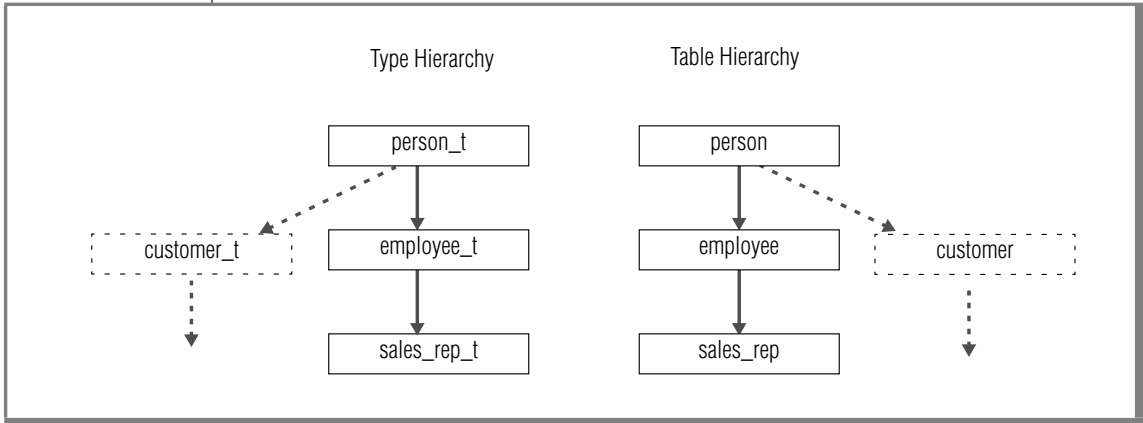 Type Hierarchy
Table Hierarchy
person_t
person
customer_t
employee_t
employee
customer
sales_rep_t
sales_rep